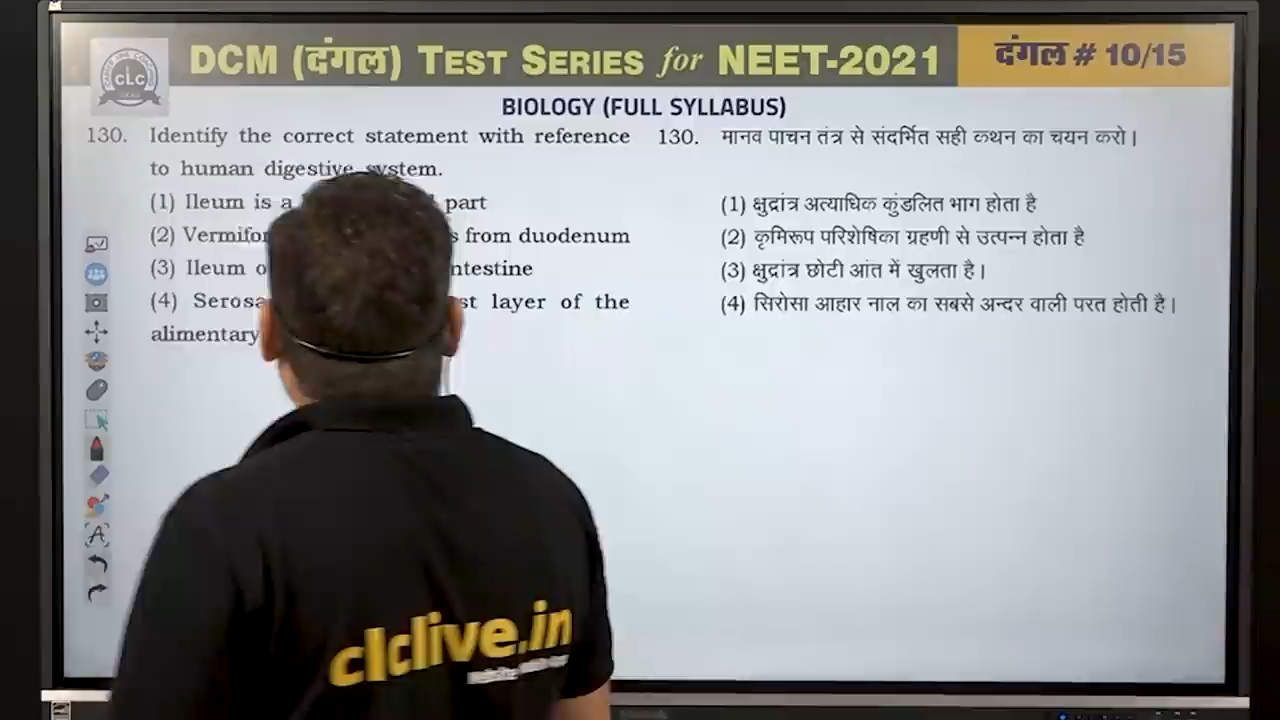 DCM (दंगल) TEST SERIES for NEET-2021
दंगल # 10/15
CLC
BIOLOGY (FULL SYLLABUS)
130. Identify the correct statement with reference
to human digestive system.
(1) Ileum is a part
(2) from duodenum
(3) Ileum
(4) Serosa layer of the
alimentary
130. मानव पाचन तंत्र से संदर्भित सही कथन का चयन करो।
(1) क्षुद्रांत्र अत्याधिक कुंडलित भाग होता है
(2) कृमिरूप परिशेषिका ग्रहणी से उत्पन्न होता है
(3) क्षुद्रांत्र छोटी आंत में खुलता है।
(4) सिरोसा आहार नाल का सबसे अन्दर वाली परत होती है।
clclive.in